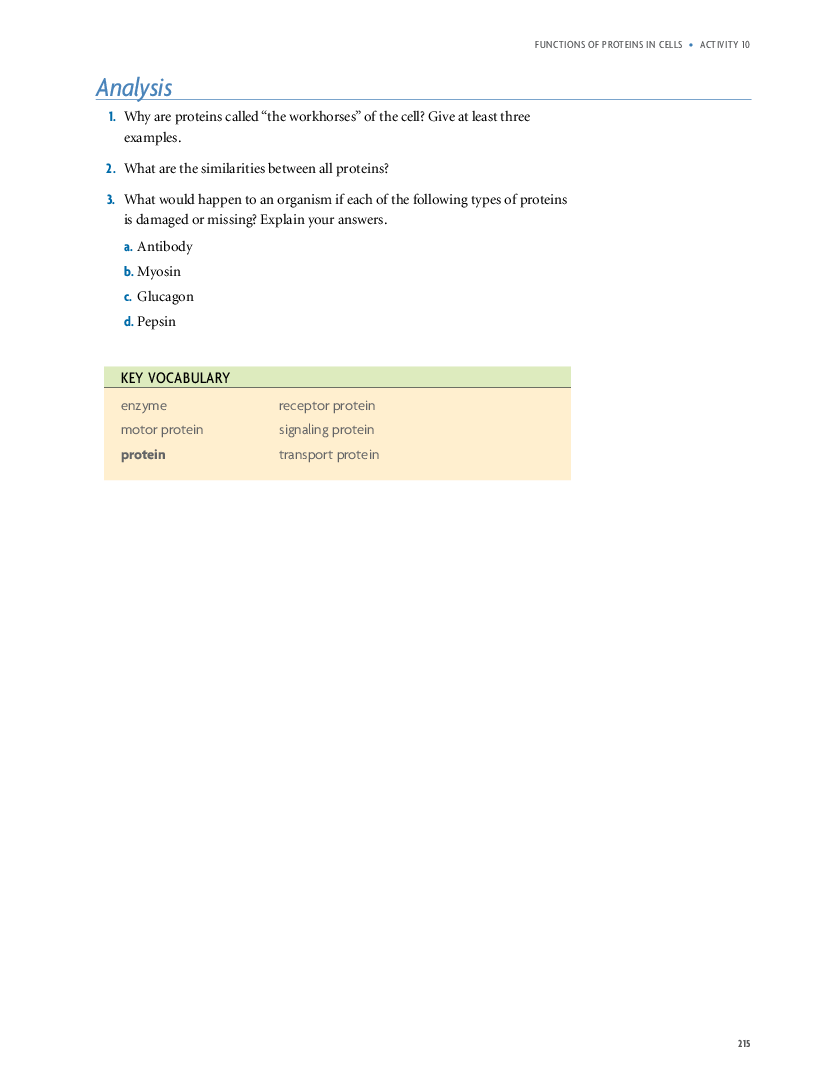 FUNCTIONS OF PROTEINS IN CELLS • ACTIVITY 10
Analysis
1. Why are proteins called “the workhorses” of the cell? Give at least three
examples.
2. What are the similarities between all proteins?
3. What would happen to an organism if each of the following types of proteins
is damaged or missing? Explain your answers.
a. Antibody
b. Myosin
c. Glucagon
d. Pepsin
KEY VOCABULARY
enzyme receptor protein
motor protein signaling protein
protein transport protein
215